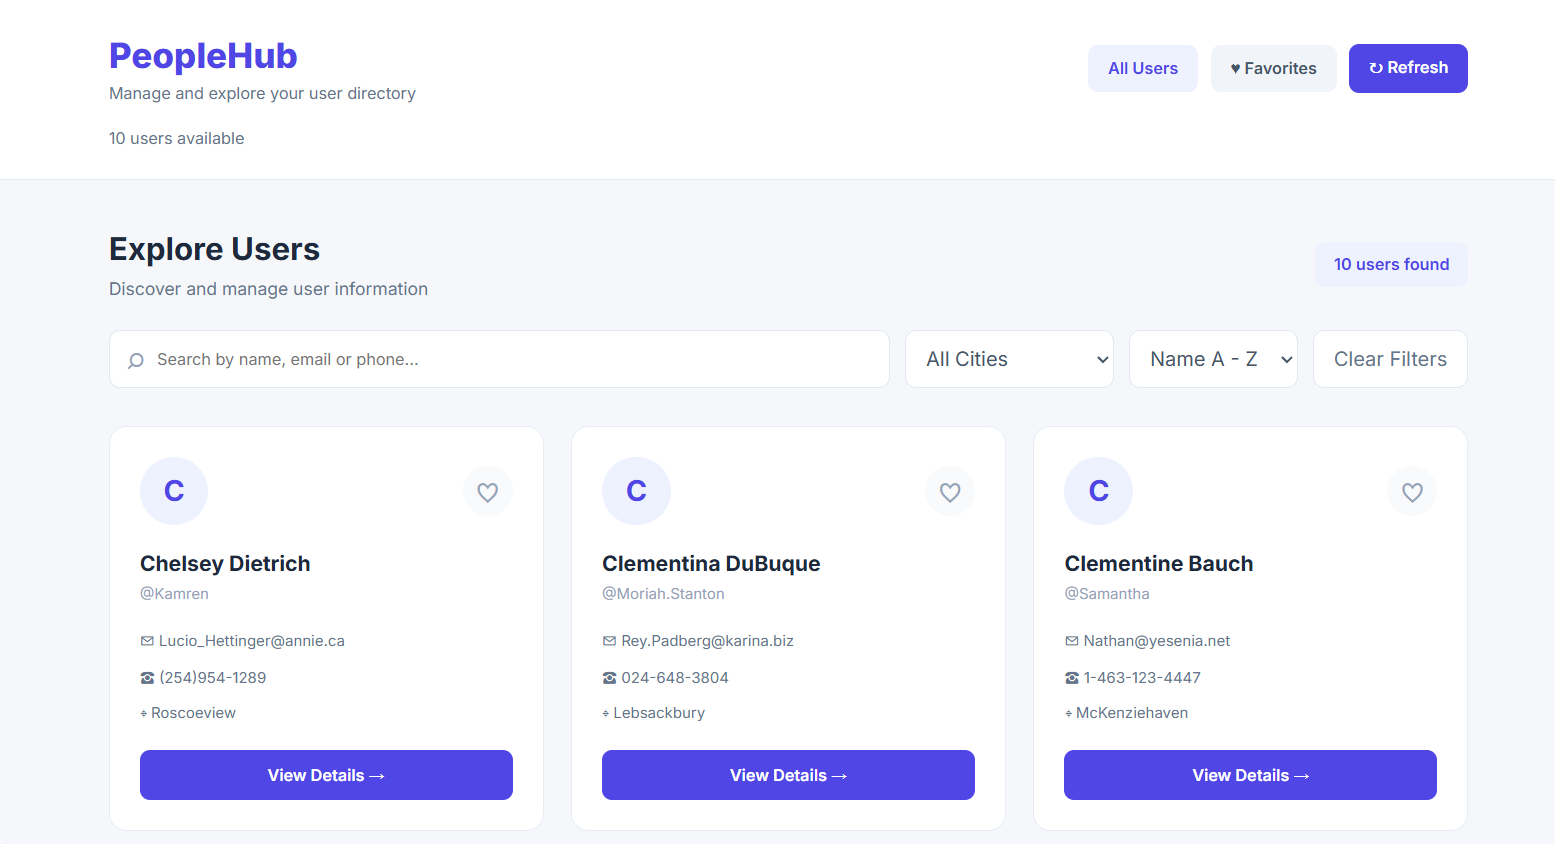 PeopleHub
Manage and explore your user directory
10 users available
All Users
♥ Favorites
↻ Refresh
Explore Users
Discover and manage user information
10 users found
Search by name, email or phone...
All Cities
Name A - Z
Clear Filters
C
Chelsey Dietrich
@Kamren
Lucio_Hettinger@annie.ca
(254)954-1289
Roscoeview
View Details →
C
Clementina DuBuque
@Moriah.Stanton
Rey.Padberg@karina.biz
024-648-3804
Lebsackbury
View Details →
C
Clementine Bauch
@Samantha
Nathan@yesenia.net
1-463-123-4447
McKenziehaven
View Details →